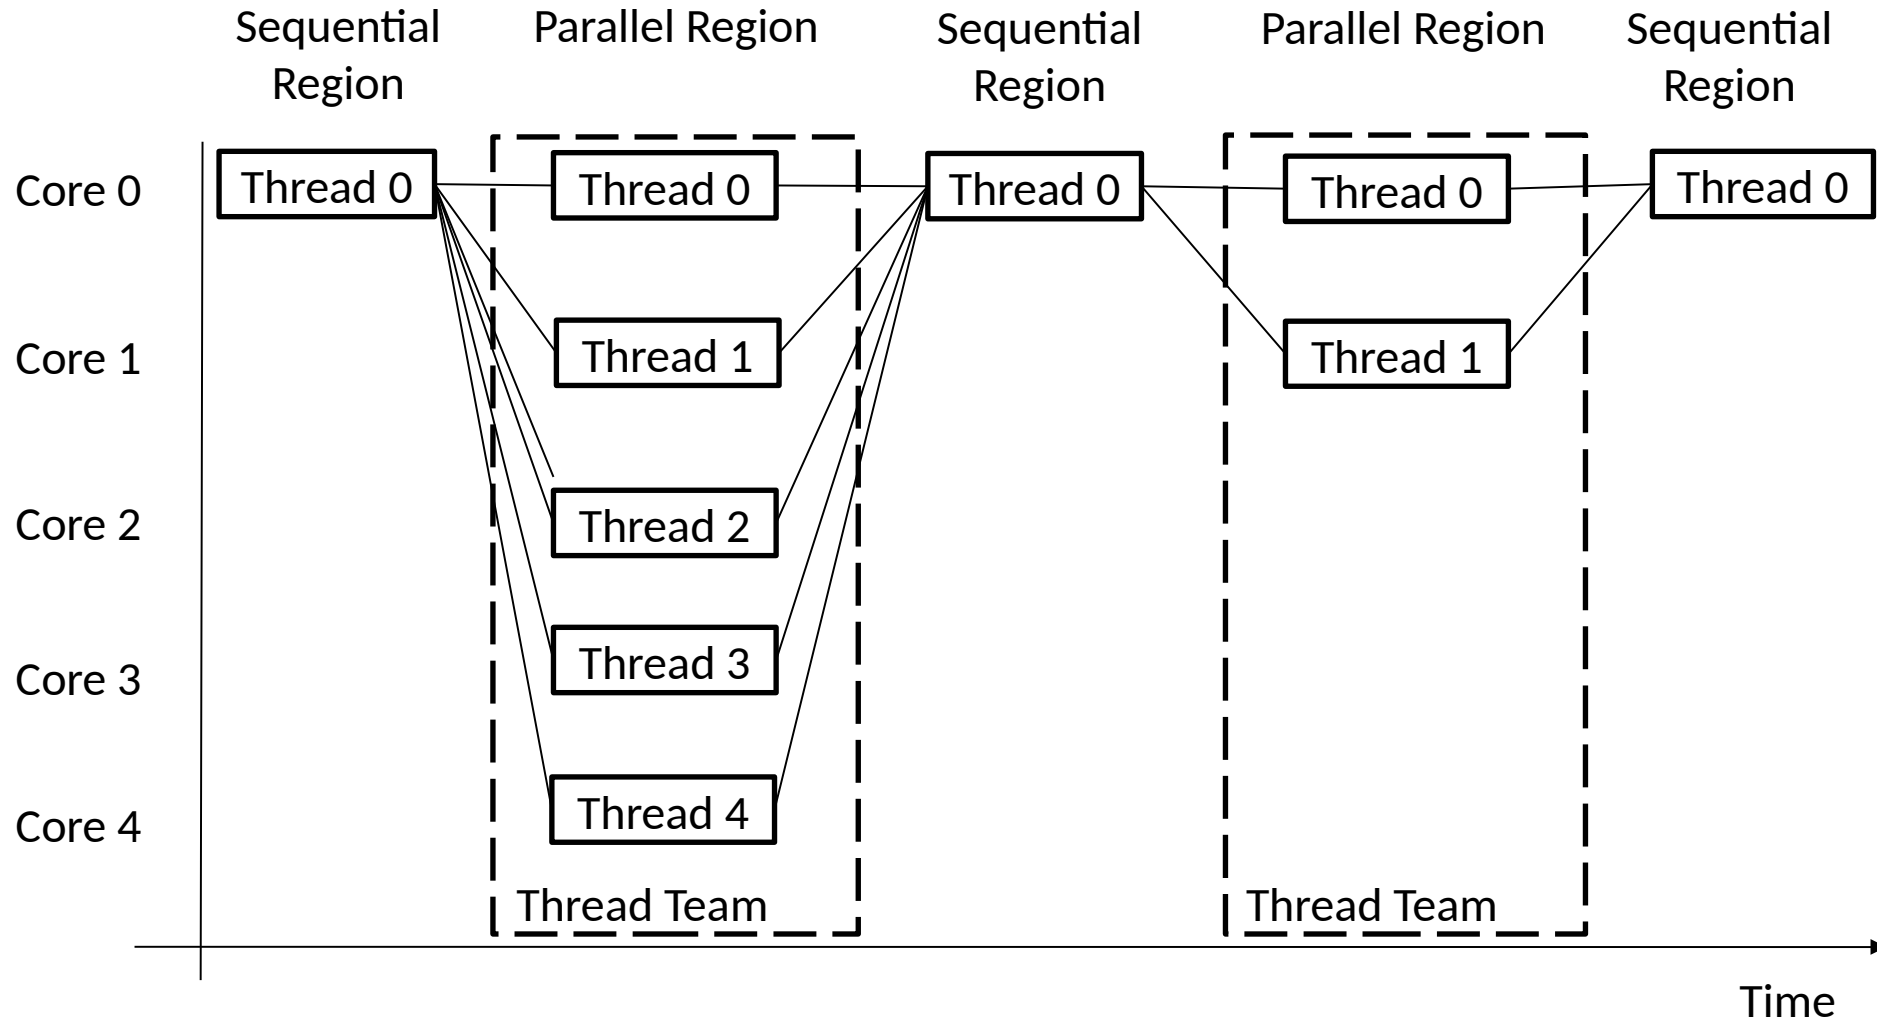 Sequential
Region
Parallel Region
Sequential
Region
Parallel Region
Sequential
Region
Core 0
Thread 0
Thread 0
Thread 0
Thread 0
Thread 0
Core 1
Thread 1
Thread 1
Core 2
Thread 2
Core 3
Thread 3
Core 4
Thread 4
Thread Team
Thread Team
Time